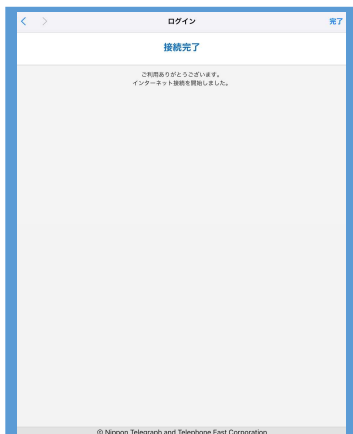 ログイン
完了
接続完了
ご利用ありがとうございます。
インターネット接続を開始しました。
© Nippon Telegraph and Telephone East Corporation